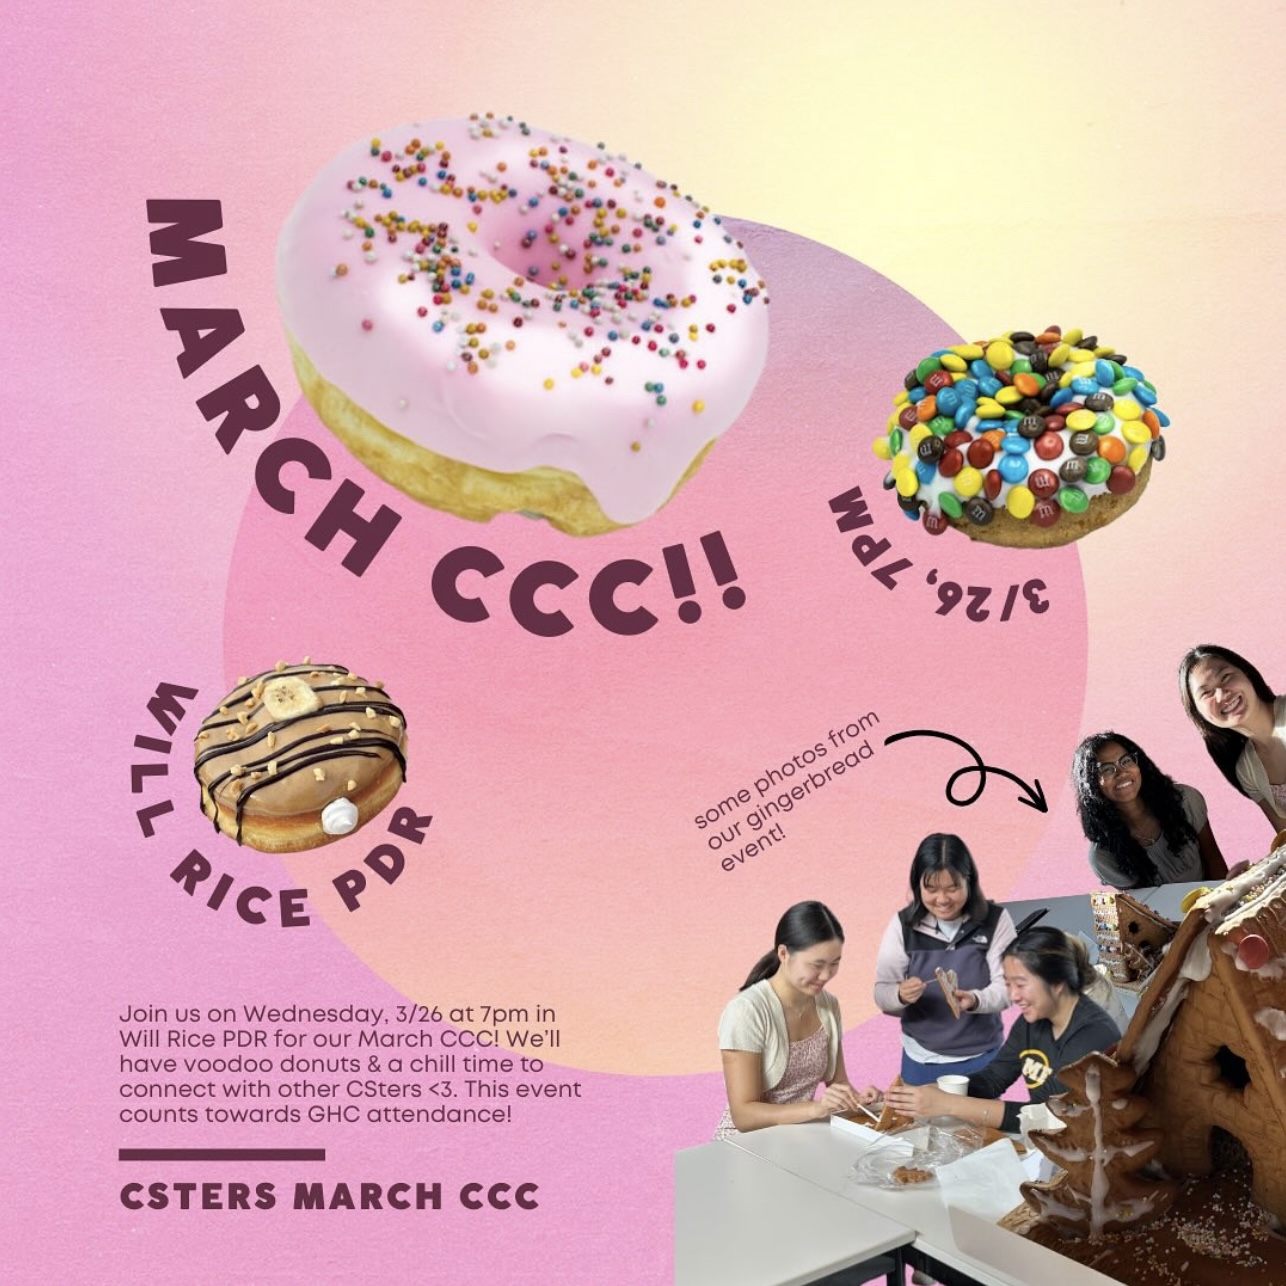 MARCH CCC!!
3/26, 7PM
WILL RICE PDR
some photos from
our gingerbread
event!
Join us on Wednesday, 3/26 at 7pm in
Will Rice PDR for our March CCC! We'll
have voodoo donuts & a chill time to
connect with other CSters <3. This event
counts towards GHC attendance!
CSTERS MARCH CCC